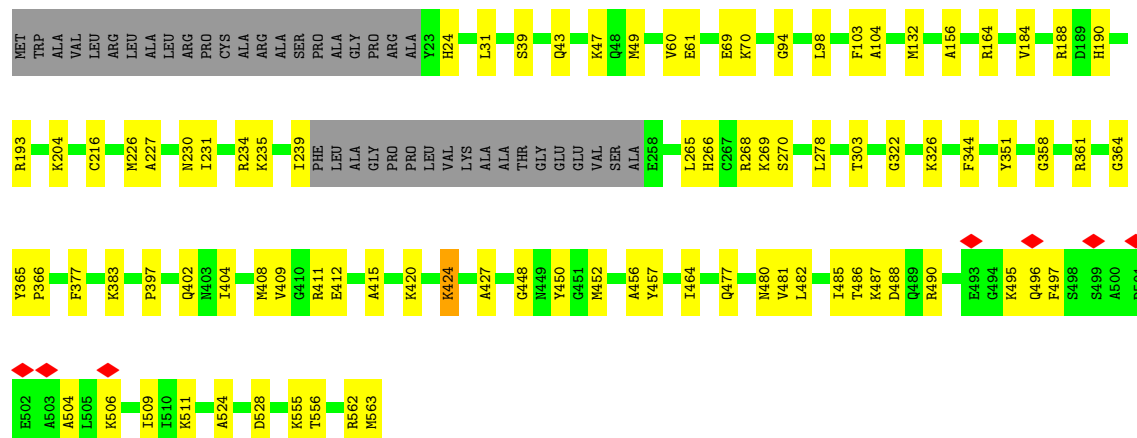 MET TRP ALA VAL LEU ARG LEU ALA LEU ARG PRO CYS ALA ARG ALA SER PRO ALA GLY PRO ARG ALA Y23 H24 L31 S39 Q43 K47 Q48 M49 V60 E61 E69 K70 G94 L98 F103 A104 M132 A156 R164 V184 R188 D189 H190
R193 K204 C216 M226 A227 N230 I231 R234 K235 I239 PHE LEU ALA GLY PRO PRO LEU VAL LYS ALA ALA THR GLY GLU GLU VAL SER ALA E258 L265 H266 C267 R268 K269 S270 L278 T303 G322 K326 F344 Y351 G358 R361 G364
Y365 P366 F377 K383 P397 Q402 N403 I404 M408 V409 G410 R411 E412 A415 K420 K424 A427 G448 N449 Y450 G451 M452 A456 Y457 I464 Q477 N480 V481 L482 I485 T486 K487 D488 Q489 R490 E493 G494 K495 Q496 F497 S498 S499 A500
E502 A503 A504 L505 K506 I509 I510 K511 A524 D528 K555 T556 R562 M563